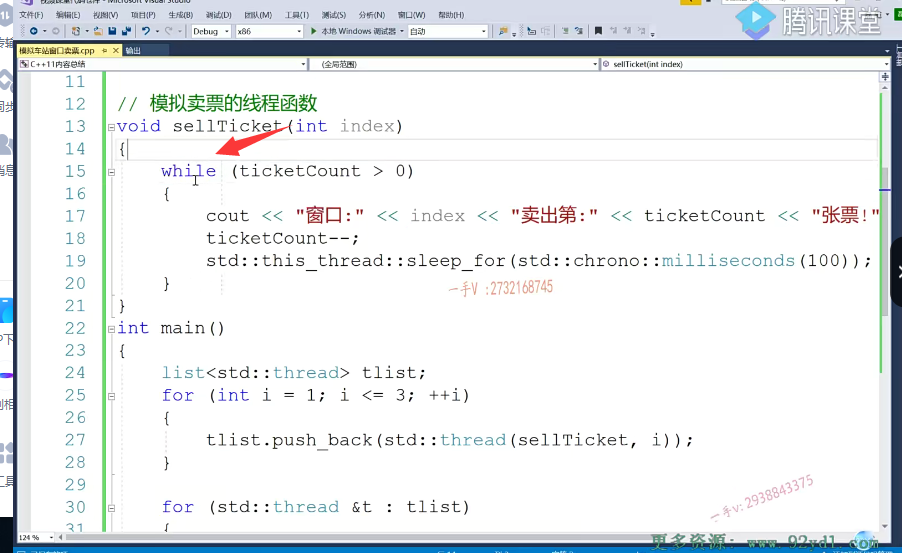 Microsoft Visual Studio
文件(F) 编辑(E) 视图(V) 项目(P) 生成(B) 调试(D) 团队(M) 工具(T) 测试(S) 分析(N) 窗口(W) 帮助(H)
腾讯课堂
Debug x86 本地 Windows 调试器 自动
模拟车站窗口卖票.cpp 输出
C++11内容总结 (全局范围) sellTicket(int index)
11
12 // 模拟卖票的线程函数
13 void sellTicket(int index)
14 {
15 while (ticketCount > 0)
16 {
17 cout << "窗口:" << index << "卖出第:" << ticketCount << "张票!"
18 ticketCount--;
19 std::this_thread::sleep_for(std::chrono::milliseconds(100));
20 }
一手V :2732168745
21 }
22 int main()
23 {
24 list<std::thread> tlist;
25 for (int i = 1; i <= 3; ++i)
26 {
27 tlist.push_back(std::thread(sellTicket, i));
28 }
29
30 for (std::thread &t : tlist)
31 {
一手v: 2938843375
124 %
更多资源: www.92xdl.com